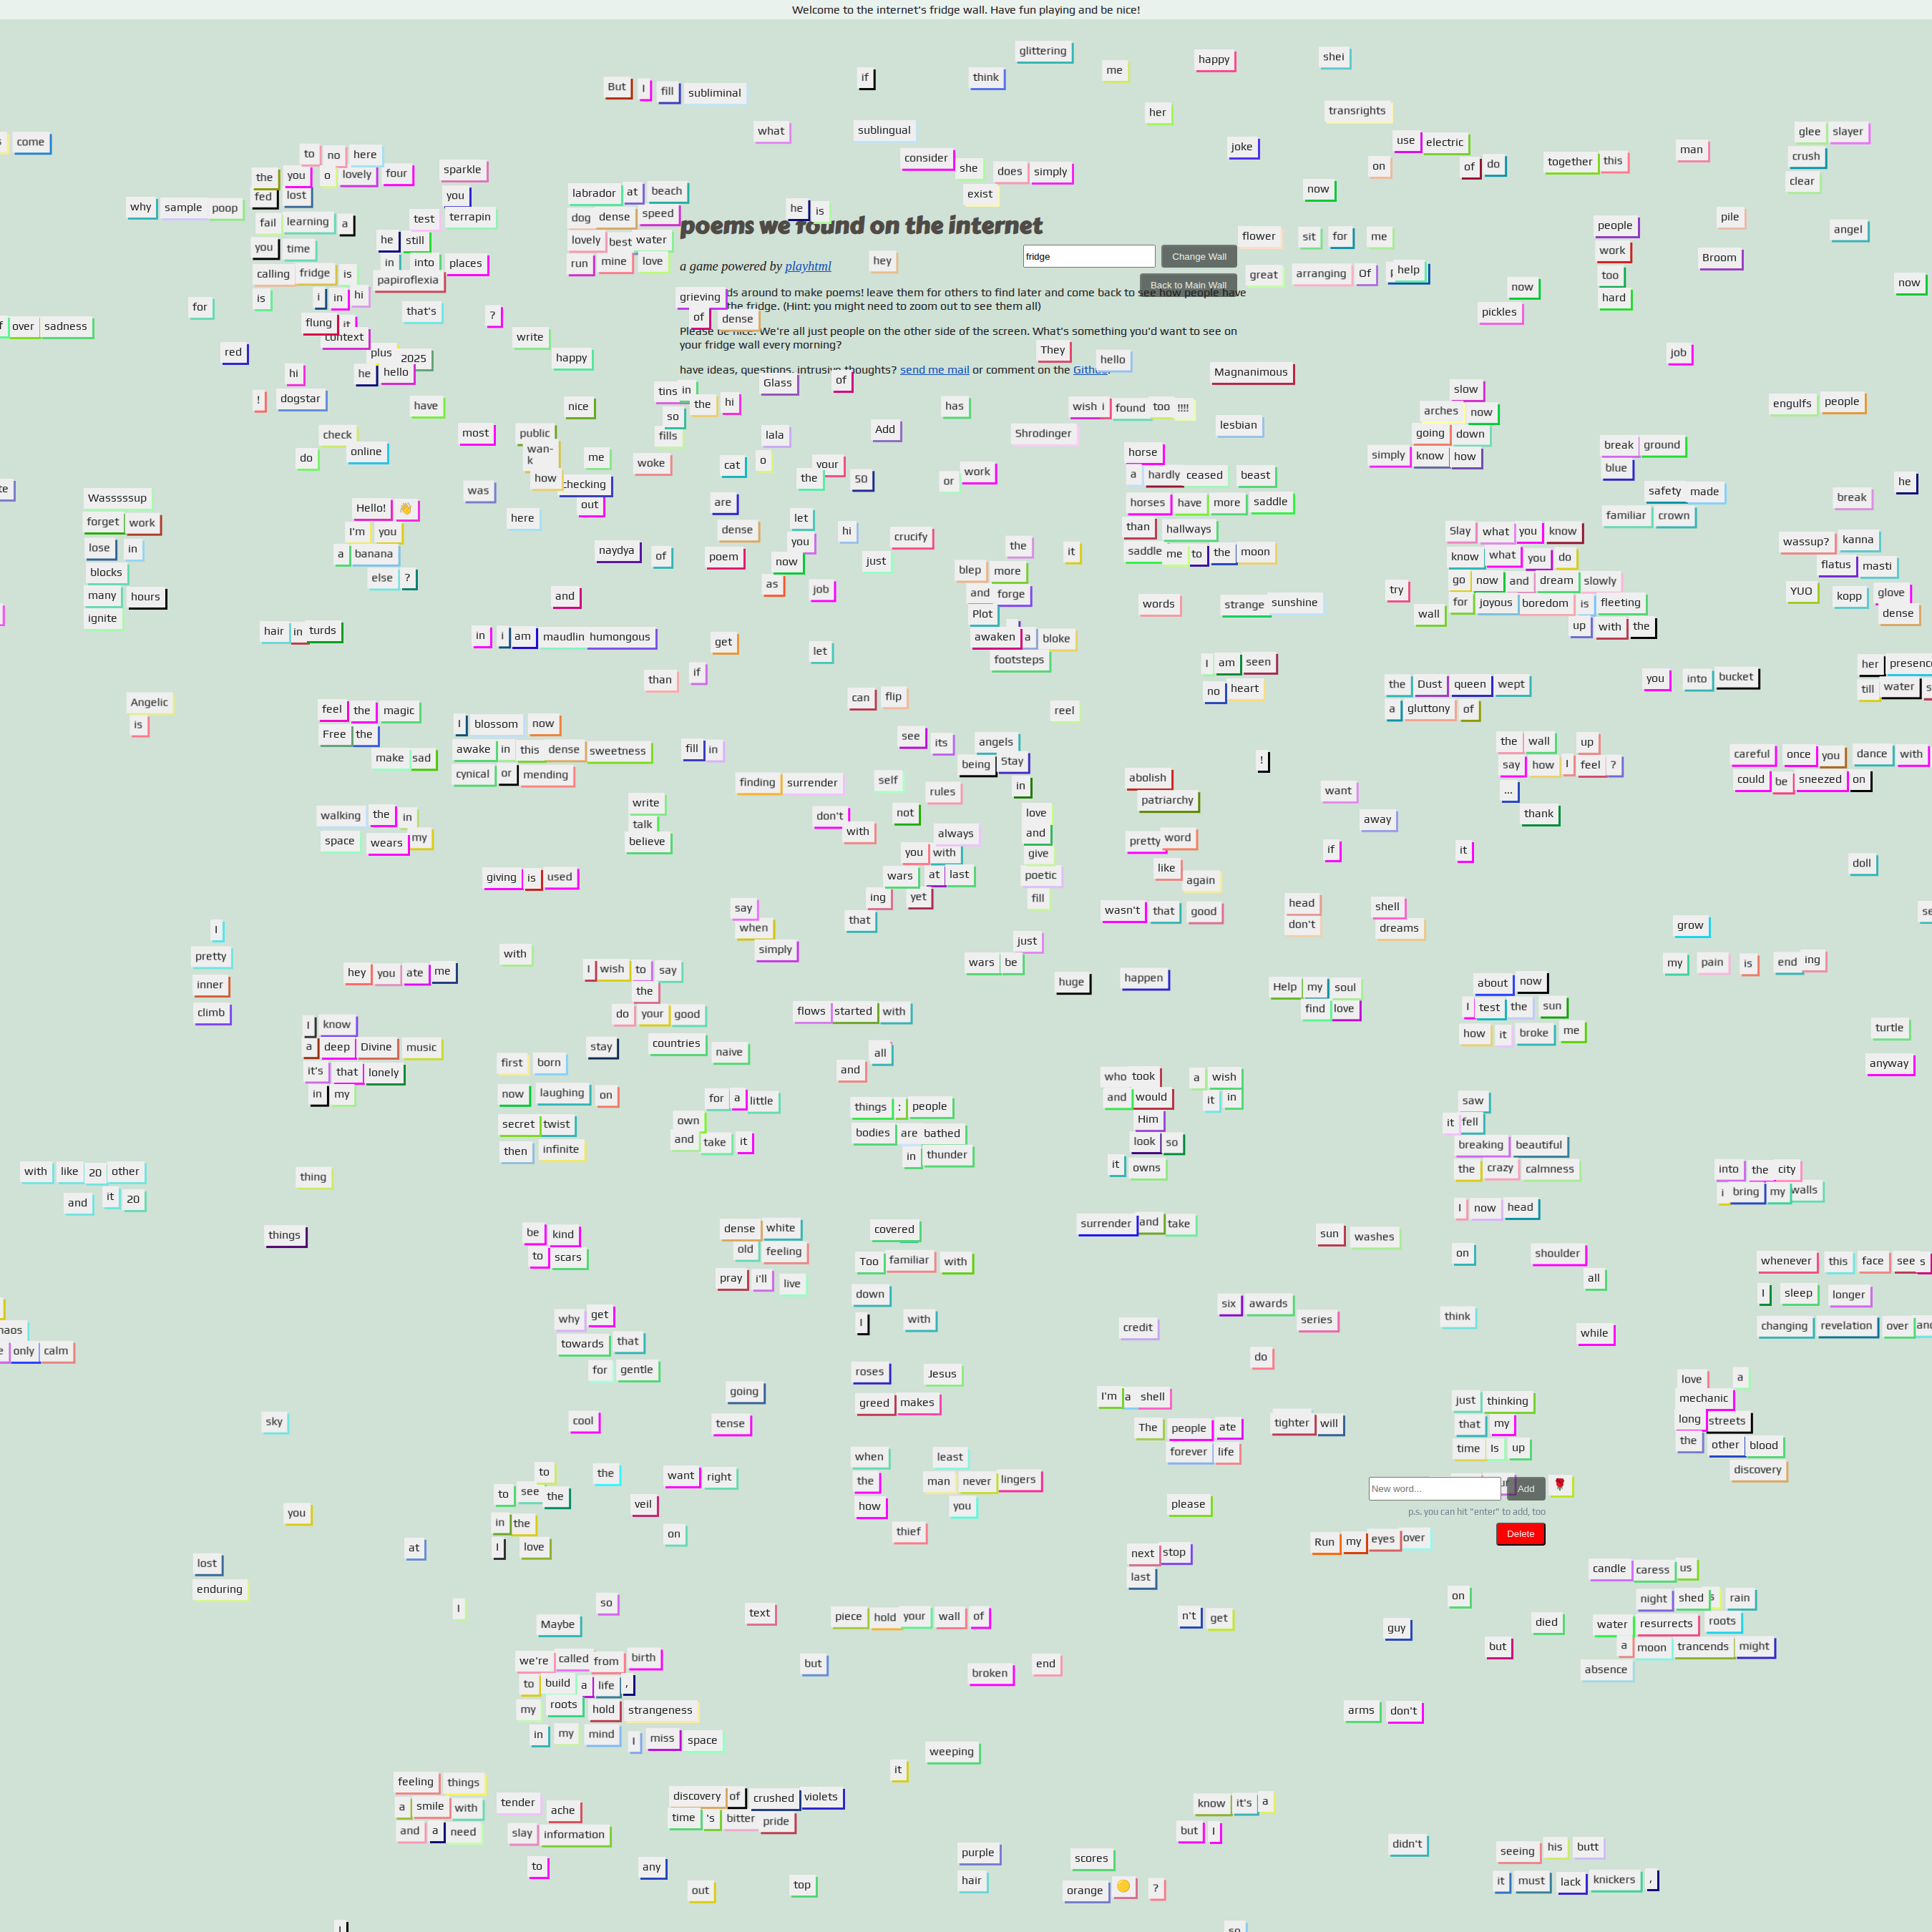 Welcome to the internet's fridge wall. Have fun playing and be nice!
glittering
if think me happy shei
But I fill subliminal
her transrights
what sublingual
come
joke use electric man glee slayer
to no here
consider she does simply
on of do together this crush
the you o lovely four sparkle
exist now clear
fed lost you
labrador at beach
why sample poop
he is
fail learning a test terrapin
dog dense speed
poems we found on the internet
people pile angel
you time he still
lovely best water
flower sit for me
work Broom
in into places
run mine love
a game powered by playhtml
hey
fridge
Change Wall
calling fridge is papiroflexia
great arranging Of help
too
Back to Main Wall
now now
is i in hi
grieving
ds around to make poems! leave them for others to find later and come back to see how people have
the fridge. (Hint: you might need to zoom out to see them all)
hard
for that's ?
of dense
pickles
over sadness flung it
context
write
Please be nice! We're all just people on the other side of the screen. What's something you'd want to see on
your fridge wall every morning?
red plus 2025 happy
They hello
job
hi he hello
have ideas, questions, intrusive thoughts? send me mail or comment on the Github.
Magnanimous
! dogstar
tins in Glass of
slow
have nice so the hi
has wish i found too !!!!
arches now
engulfs people
check most public fills lala Add Shrodinger lesbian
going down
do online
wan-k
me woke cat o your
horse
simply know how
break ground
how checking
the 50 or work
a hardly ceased beast
blue
Wasssssup
was
are
horses have more saddle
safety made
break he
Hello! 👋
out
here
let
than hallways
familiar crown
forget work
I'm you
dense
hi crucify
Slay what you know
lose in
a banana
naydya of poem
you
the it
saddle me to the moon
know what you do
wassup? kanna
blocks
else ?
now just
blep more
go now and dream slowly
flatus masti
many hours
and
as job
and forge
words strange sunshine
try
for joyous boredom is fleeting
YUO kopp glove
ignite
Plot
wall
up with the
dense
hair in turds
in i am maudlin humongous
get let
awaken a bloke
footsteps
I am seen
than if
no heart
you into bucket
her presence
Angelic
can flip
the Dust queen wept
till water
is
feel the magic
I blossom now
reel
a gluttony of
Free the
awake in this dense sweetness
fill in
see its angels
the wall up
careful once you dance with
make sad
cynical or mending
being Stay
!
say how I feel ?
could be sneezed on
finding surrender self
in
abolish
...
write
rules
patriarchy
want
walking the in
talk
don't not
love
away
thank
space wears my
believe
with always
and
pretty word
if it
you with
give
like
doll
giving is used
wars at last
poetic
again
say
ing yet
fill
wasn't that good
head shell
I
when
that
don't dreams
grow
pretty
with
simply
just
hey you ate me
I wish to say
wars be
my pain is end ing
inner
the
huge happen
Help my soul
about now
climb
do your good
flows started with
find love
I test the sun
I know
how it broke me
turtle
a deep Divine music
stay countries naive all
anyway
it's that lonely
first born
and
who took a wish
in my
now laughing on
for a little
things : people
and would it in
saw
secret twist
own
bodies are bathed
Him
it fell
then infinite
and take it
in thunder
look so
breaking beautiful
with like 20 other
thing
it owns
the crazy calmness
into the city
and it 20
I now head
i bring my walls
things
be kind
dense white
covered
surrender and take
sun washes
to scars
old feeling
Too familiar with
on shoulder
whenever this face see s
pray i'll live
all
down
I sleep longer
why get
I with
credit
six awards
series
think
while
changing revelation over
towards that
only calm
for gentle
do
roses Jesus
love a
going
greed makes
I'm a shell
just thinking
mechanic
sky
cool
tense
The people ate
tighter will
that my
long streets
forever life
time Is up
the other blood
to the
want right
when least
discovery
to see the
the
man never lingers
New word...
Add
🌹
you
in the
veil
how you
please
p.s. you can hit "enter" to add, too
at
I love
on
thief
Run my eyes over
Delete
lost
next stop
enduring
last
candle caress us
I
so
text
piece hold your wall of
n't get
on
night shed rain
Maybe
guy
died
water resurrects roots
we're called from birth
but
end
but
a moon trancends might
to build a life ,
broken
absence
my roots hold strangeness
arms don't
in my mind I miss space
weeping
it
feeling things
discovery of crushed violets
know it's a
a smile with
tender ache
time 's bitter pride
but I
and a need
slay information
didn't
seeing his butt
to any
purple
scores
it must lack knickers ,
out top
hair
orange 🟡 ?
I
so